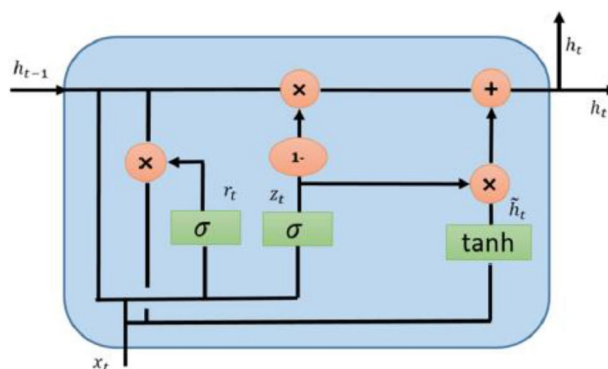 h_t
h_{t-1}
×
+
h_t
×
1-
×
r_t
z_t
h̃_t
σ
σ
tanh
x_t